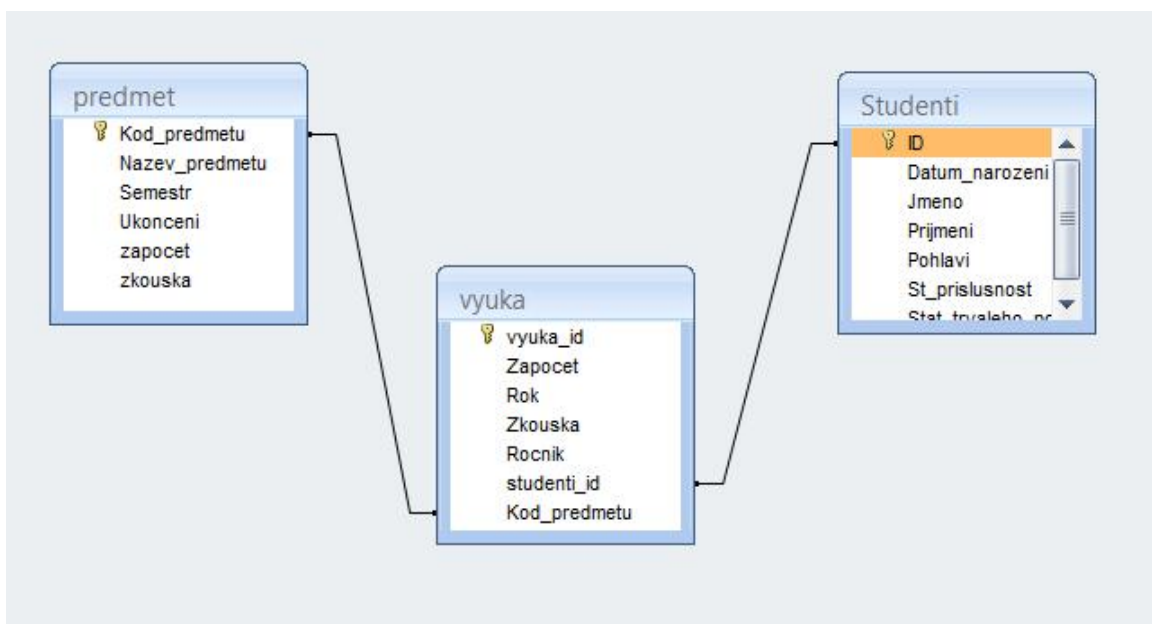 predmet
Kod_predmetu
Nazev_predmetu
Semestr
Ukonceni
zapocet
zkouska
Studenti
ID
Datum_narozeni
Jmeno
Prijmeni
Pohlavi
St_prislusnost
vyuka
vyuka_id
Zapocet
Rok
Zkouska
Rocnik
studenti_id
Kod_predmetu